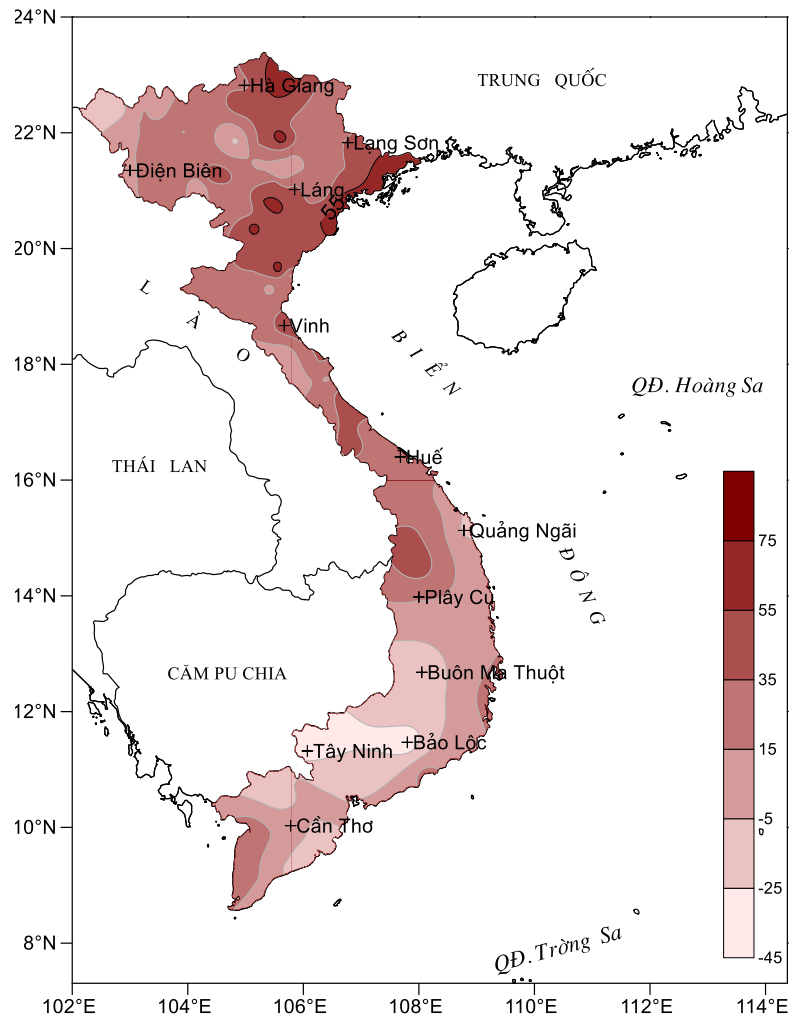 24°N
22°N
20°N
18°N
16°N
14°N
12°N
10°N
8°N
TRUNG QUỐC
Hà Giang
Lạng Sơn
Điện Biên
Láng
55
L À O
Vinh
BIỂN
QĐ. Hoàng Sa
THÁI LAN
Huế
Quảng Ngãi
ĐÔNG
Plây Cu
CĂM PU CHIA
Buôn Ma Thuột
Bảo Lộc
Tây Ninh
Cần Thơ
QĐ. Trờng Sa
75
55
35
15
-5
-25
-45
102°E 104°E 106°E 108°E 110°E 112°E 114°E